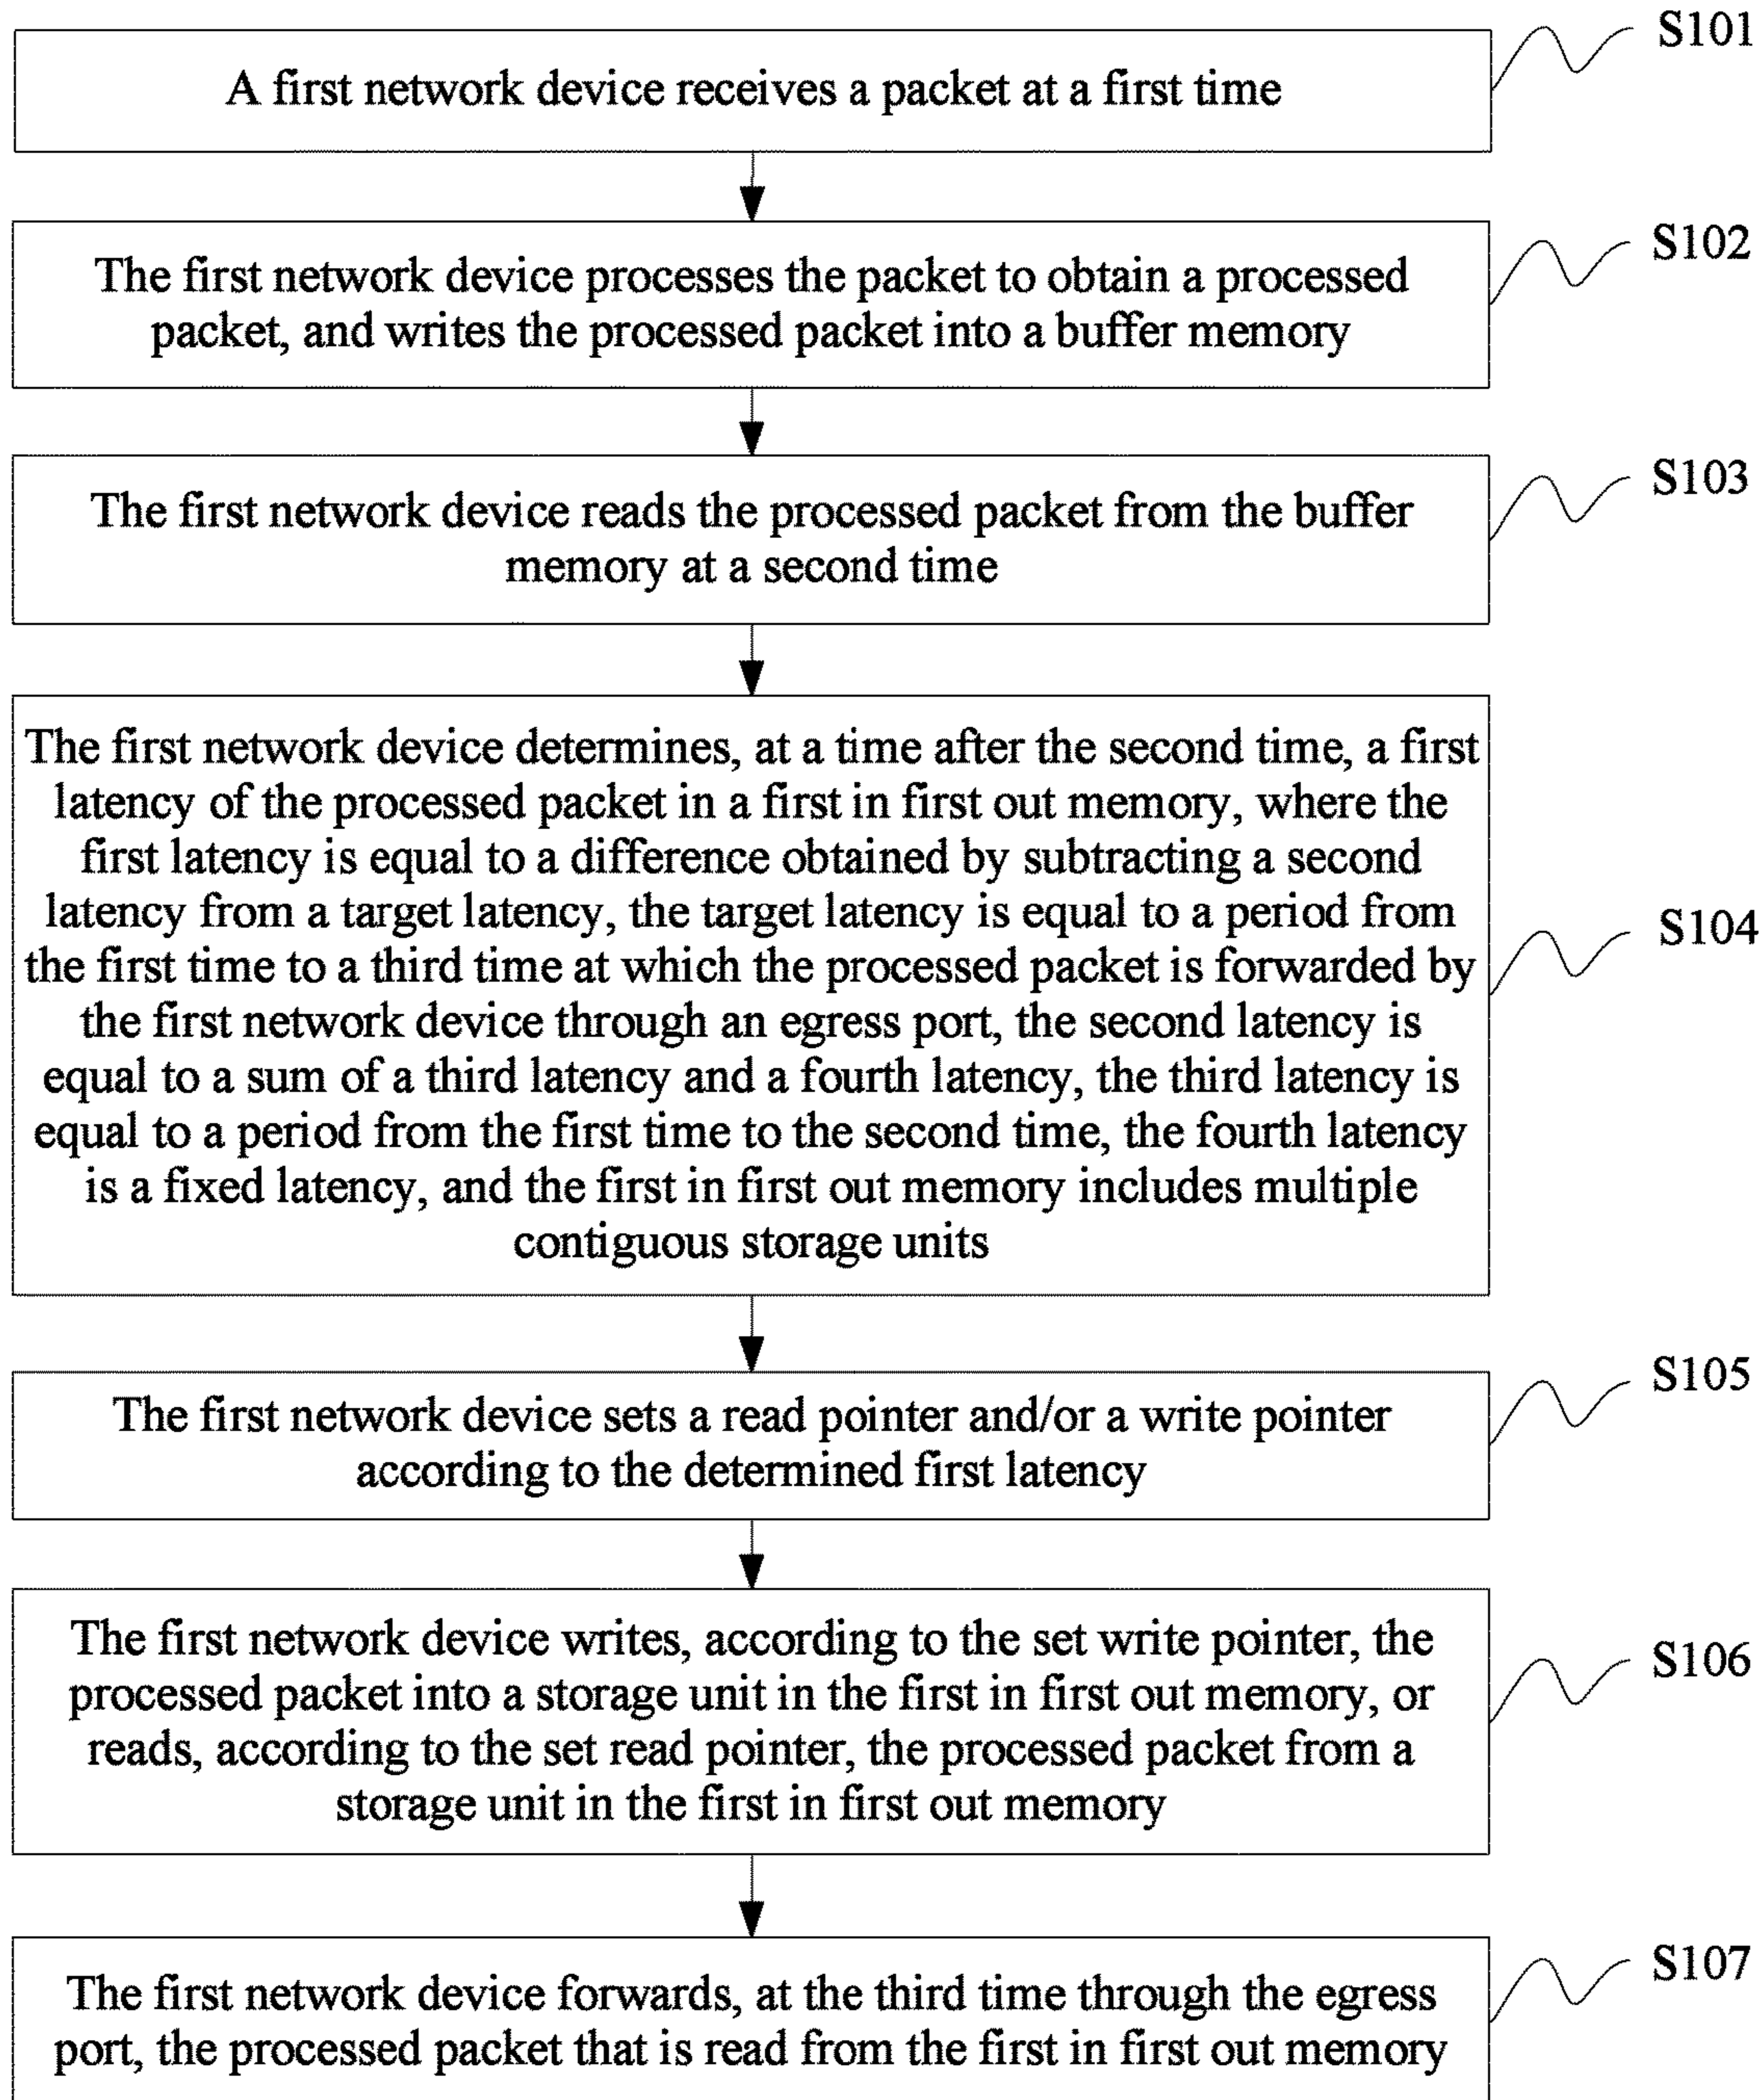 S101
A first network device receives a packet at a first time
S102
The first network device processes the packet to obtain a processed
packet, and writes the processed packet into a buffer memory
S103
The first network device reads the processed packet from the buffer
memory at a second time
The first network device determines, at a time after the second time, a first
latency of the processed packet in a first in first out memory, where the
first latency is equal to a difference obtained by subtracting a second
latency from a target latency, the target latency is equal to a period from
S104
the first time to a third time at which the processed packet is forwarded by
the first network device through an egress port, the second latency is
equal to a sum of a third latency and a fourth latency, the third latency is
equal to a period from the first time to the second time, the fourth latency
is a fixed latency, and the first in first out memory includes multiple
contiguous storage units
S105
The first network device sets a read pointer and/or a write pointer
according to the determined first latency
The first network device writes, according to the set write pointer, the
S106
processed packet into a storage unit in the first in first out memory, or
reads, according to the set read pointer, the processed packet from a
storage unit in the first in first out memory
S107
The first network device forwards, at the third time through the egress
port, the processed packet that is read from the first in first out memory